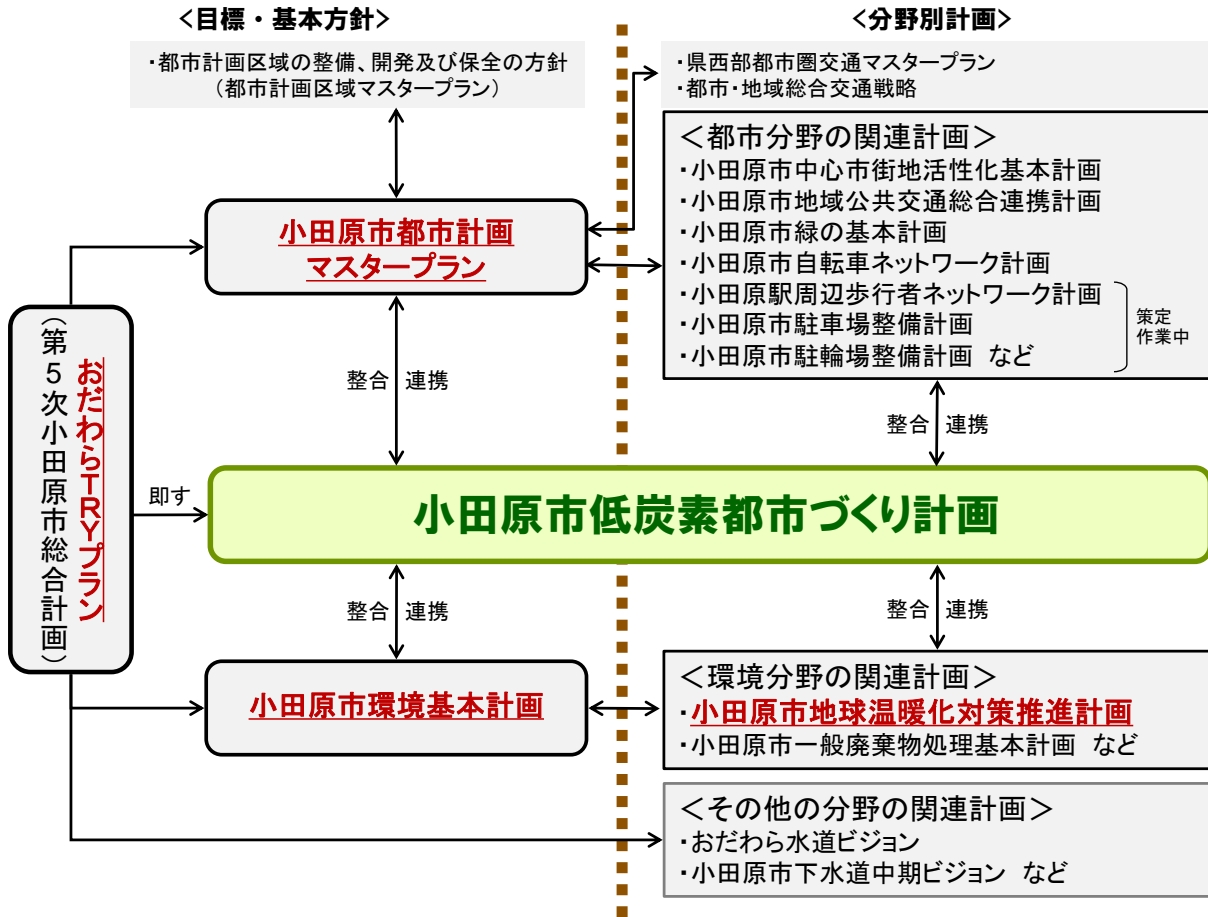 <目標・基本方針>
<分野別計画>
・都市計画区域の整備、開発及び保全の方針
（都市計画区域マスタープラン）
・県西部都市圏交通マスタープラン
・都市・地域総合交通戦略
＜都市分野の関連計画＞
・小田原市中心市街地活性化基本計画
・小田原市地域公共交通総合連携計画
・小田原市緑の基本計画
・小田原市自転車ネットワーク計画
・小田原駅周辺歩行者ネットワーク計画
・小田原市駐車場整備計画
・小田原市駐輪場整備計画 など
策定
作業中
小田原市都市計画
マスタープラン
おだわらTRYプラン
（第5次小田原市総合計画）
整合 連携
整合 連携
即す
小田原市低炭素都市づくり計画
整合 連携
整合 連携
小田原市環境基本計画
＜環境分野の関連計画＞
・小田原市地球温暖化対策推進計画
・小田原市一般廃棄物処理基本計画 など
＜その他の分野の関連計画＞
・おだわら水道ビジョン
・小田原市下水道中期ビジョン など